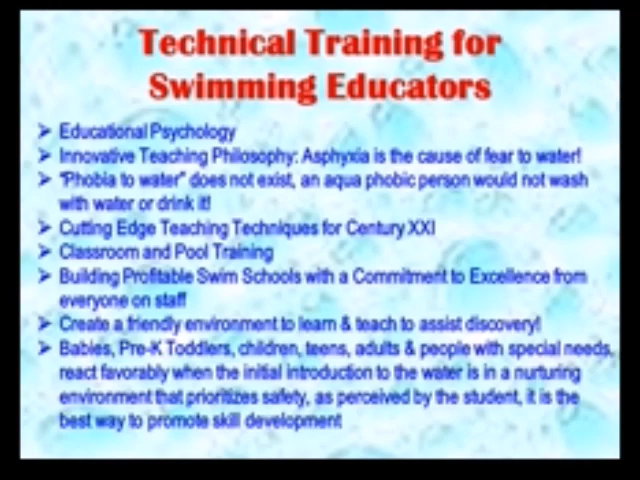 Technical Training for
Swimming Educators
➤ Educational Psychology
➤ Innovative Teaching Philosophy: Asphyxia is the cause of fear to water!
➤ "Phobia to water" does not exist, an aqua phobic person would not wash
with water or drink it!
➤ Cutting Edge Teaching Techniques for Century XXI
➤ Classroom and Pool Training
➤ Building Profitable Swim Schools with a Commitment to Excellence from
everyone on staff
➤ Create a friendly environment to learn & teach to assist discovery!
➤ Babies, Pre-K Toddlers, children, teens, adults & people with special needs,
react favorably when the initial introduction to the water is in a nurturing
environment that prioritizes safety, as perceived by the student, it is the
best way to promote skill development